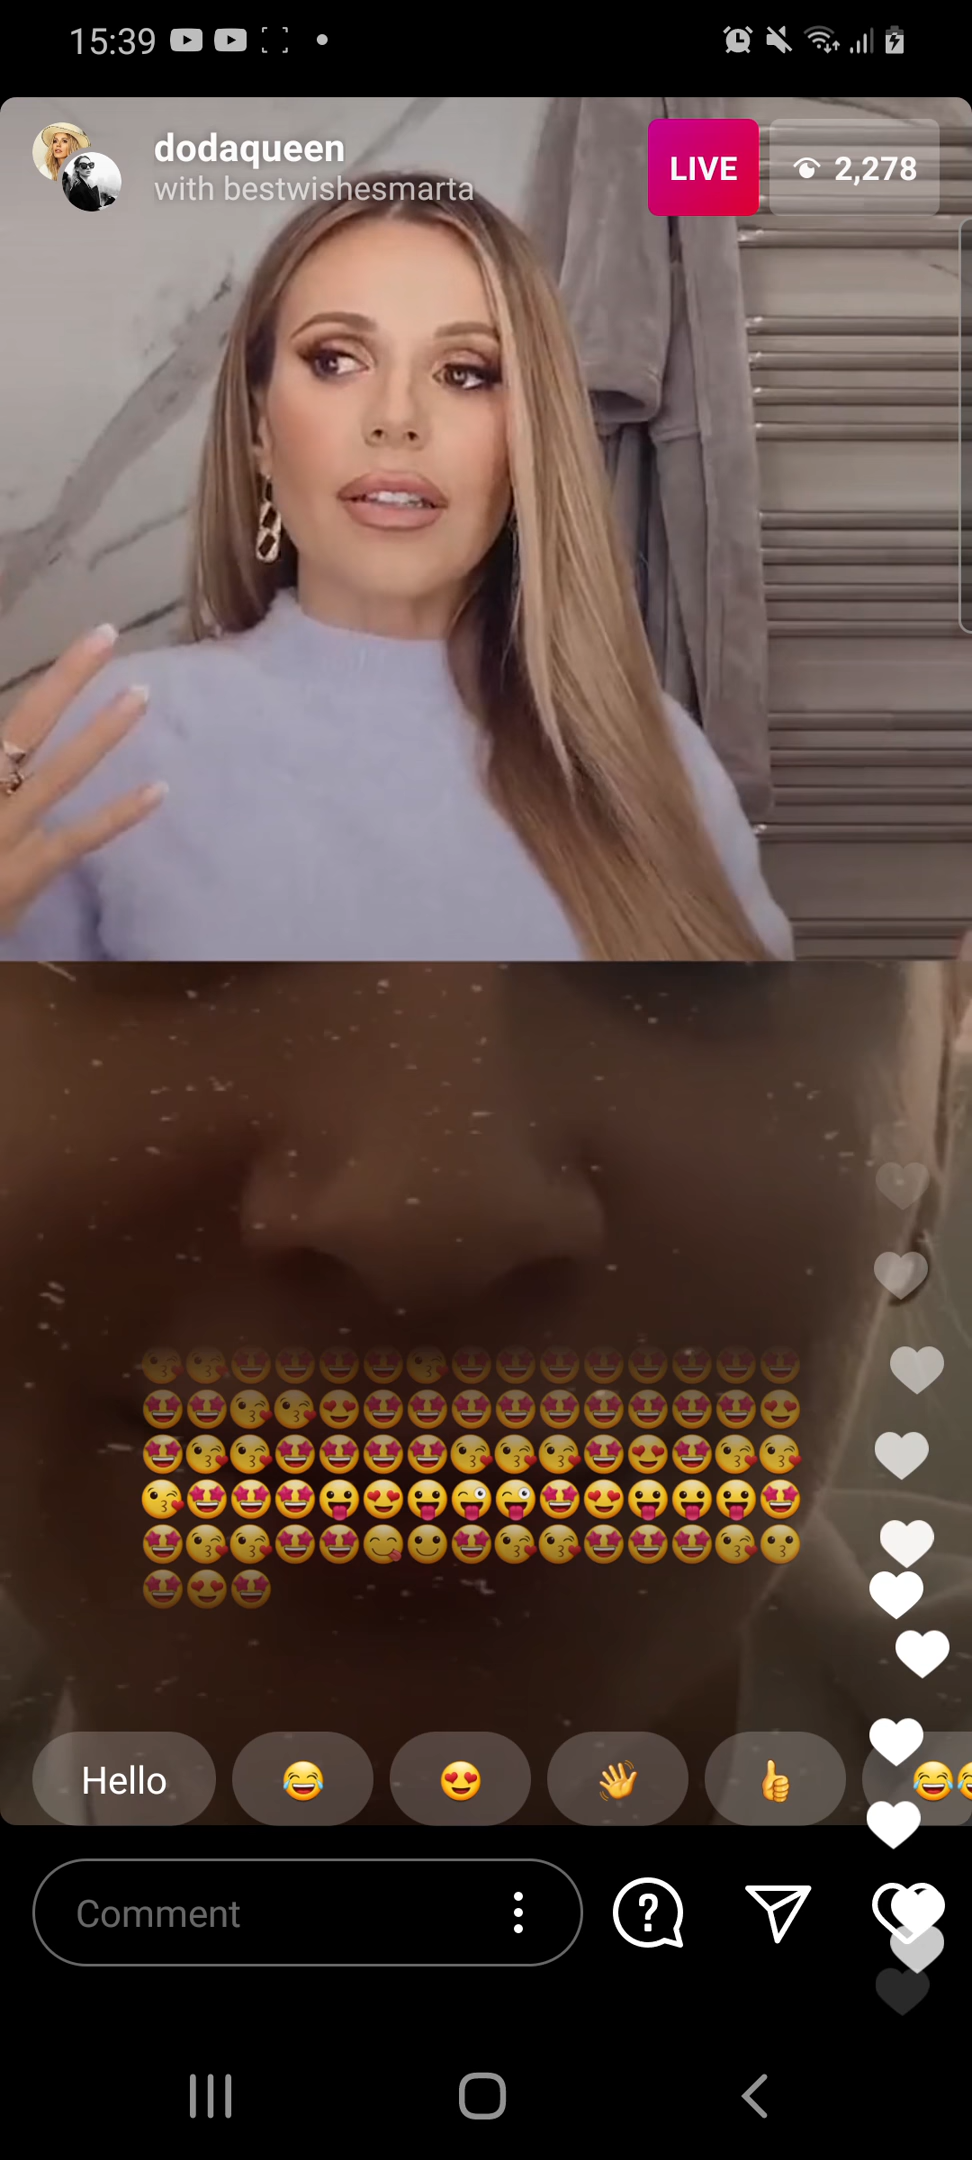 15:39
dodaqueen
with bestwishesmarta
LIVE
2,278
Hello
Comment